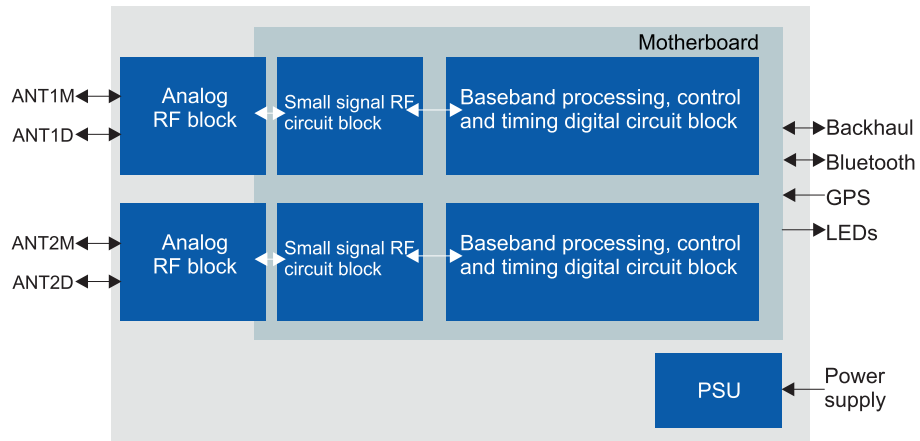 Motherboard
ANT1M
ANT1D
Analog
RF block
Small signal RF
circuit block
Baseband processing, control
and timing digital circuit block
Backhaul
Bluetooth
GPS
LEDs
ANT2M
ANT2D
Analog
RF block
Small signal RF
circuit block
Baseband processing, control
and timing digital circuit block
PSU
Power
supply